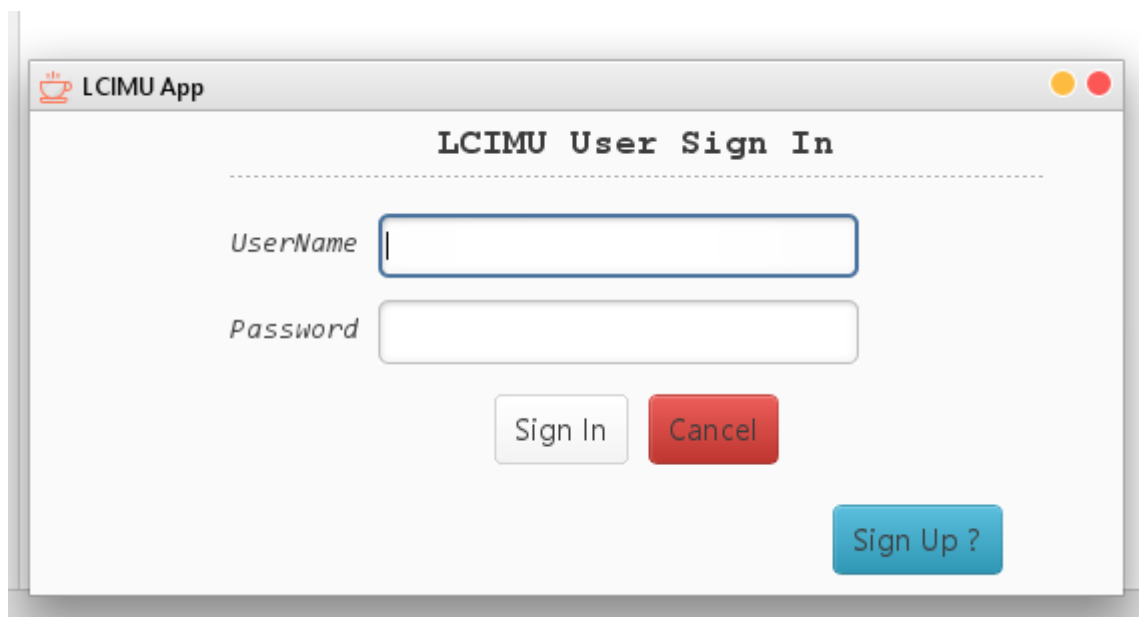 LCIMU App
LCIMU User Sign In
UserName
Password
Sign In Cancel
Sign Up ?